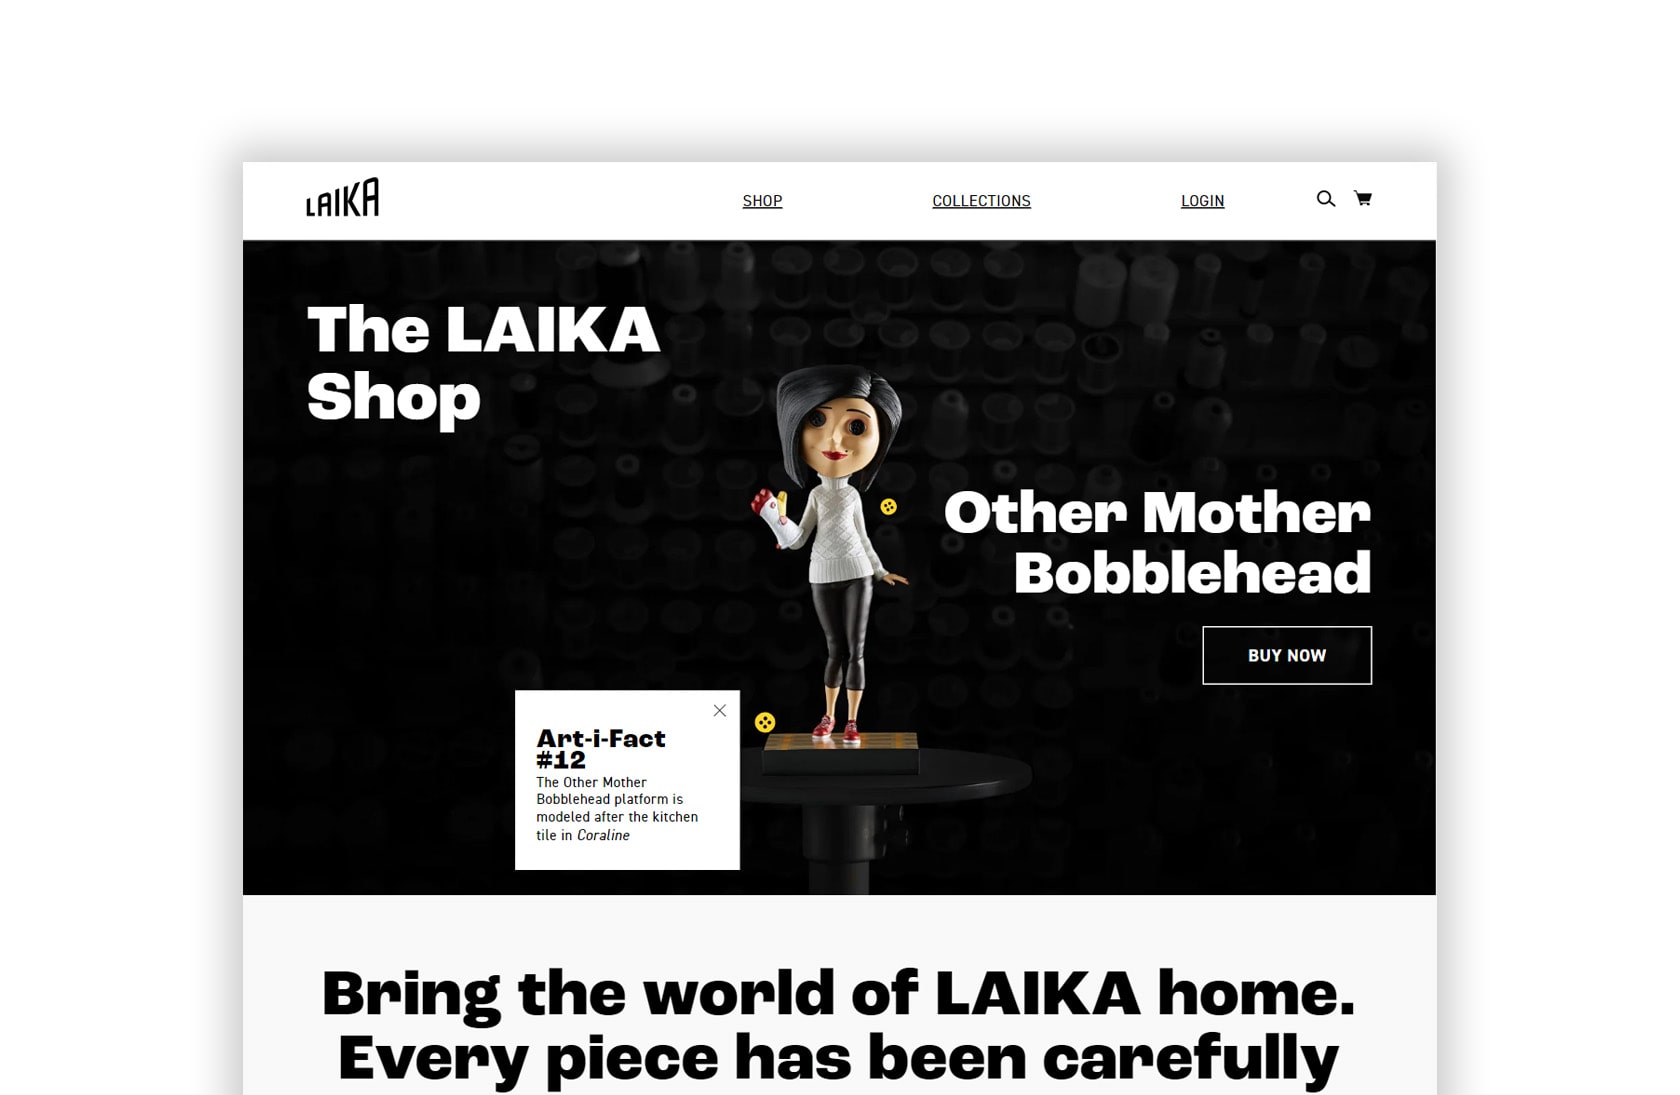 LAIKA
SHOP
COLLECTIONS
LOGIN
The LAIKA
Shop
Other Mother
Bobblehead
BUY NOW
Art-i-Fact
#12
The Other Mother
Bobblehead platform is
modeled after the kitchen
tile in Coraline
Bring the world of LAIKA home.
Every piece has been carefully